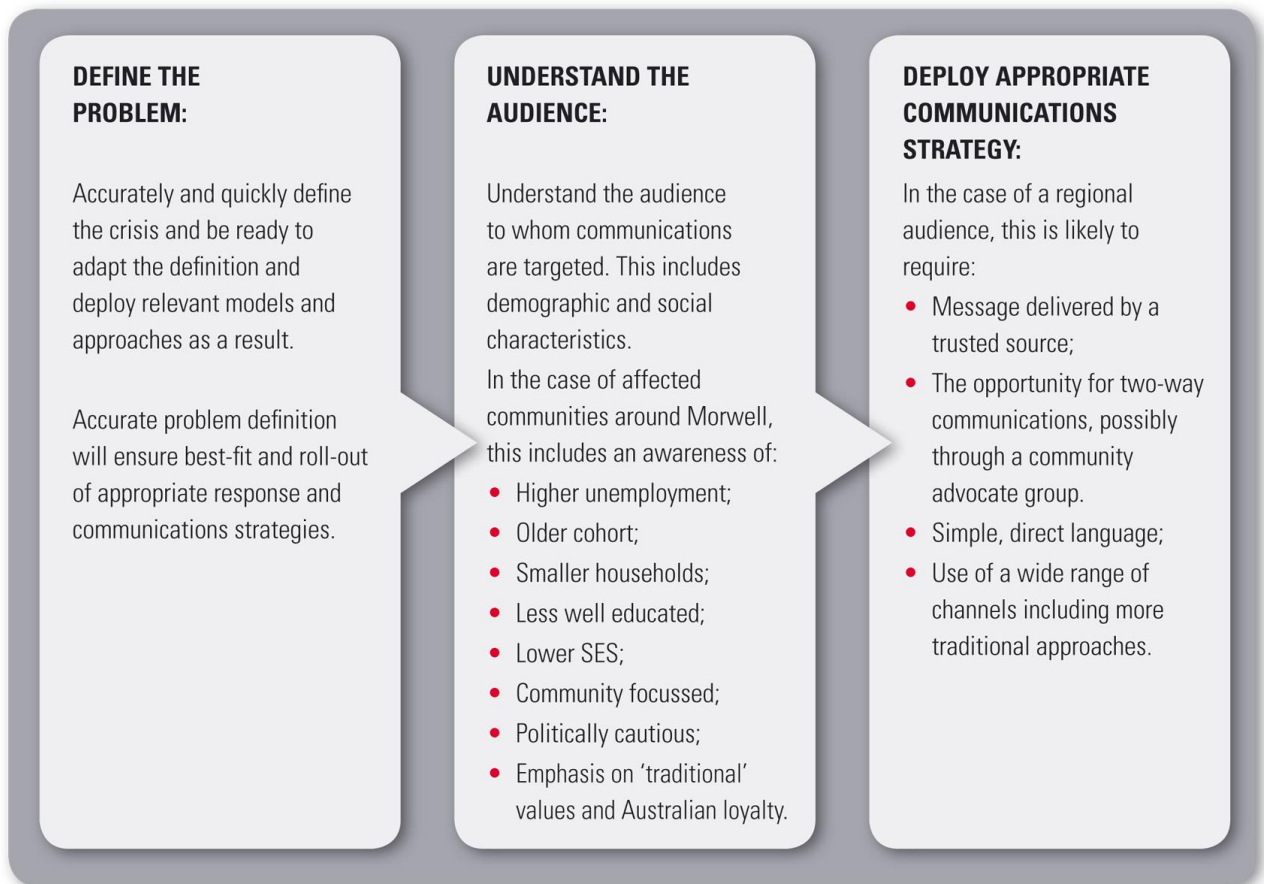 DEFINE THE
PROBLEM:
Accurately and quickly define
the crisis and be ready to
adapt the definition and
deploy relevant models and
approaches as a result.
Accurate problem definition
will ensure best-fit and roll-out
of appropriate response and
communications strategies.
UNDERSTAND THE
AUDIENCE:
Understand the audience
to whom communications
are targeted. This includes
demographic and social
characteristics.
In the case of affected
communities around Morwell,
this includes an awareness of:
• Higher unemployment;
• Older cohort;
• Smaller households;
• Less well educated;
• Lower SES;
• Community focussed;
• Politically cautious;
• Emphasis on ‘traditional’
values and Australian loyalty.
DEPLOY APPROPRIATE
COMMUNICATIONS
STRATEGY:
In the case of a regional
audience, this is likely to
require:
• Message delivered by a
trusted source;
• The opportunity for two-way
communications, possibly
through a community
advocate group.
• Simple, direct language;
• Use of a wide range of
channels including more
traditional approaches.